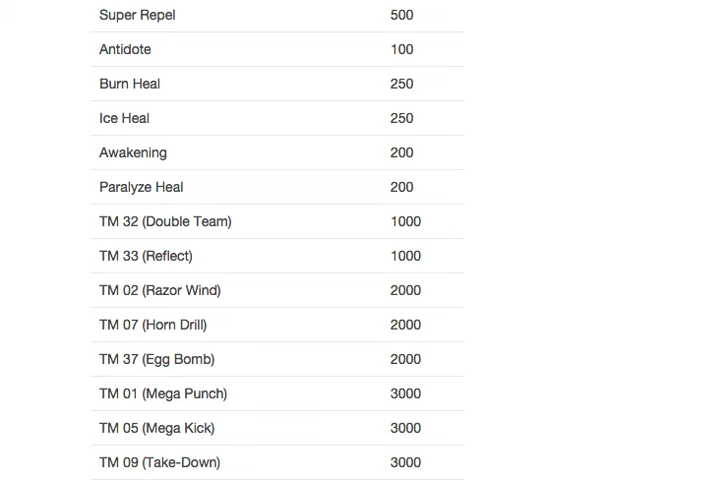 Super Repel 500
Antidote 100
Burn Heal 250
Ice Heal 250
Awakening 200
Paralyze Heal 200
TM 32 (Double Team) 1000
TM 33 (Reflect) 1000
TM 02 (Razor Wind) 2000
TM 07 (Horn Drill) 2000
TM 37 (Egg Bomb) 2000
TM 01 (Mega Punch) 3000
TM 05 (Mega Kick) 3000
TM 09 (Take-Down) 3000